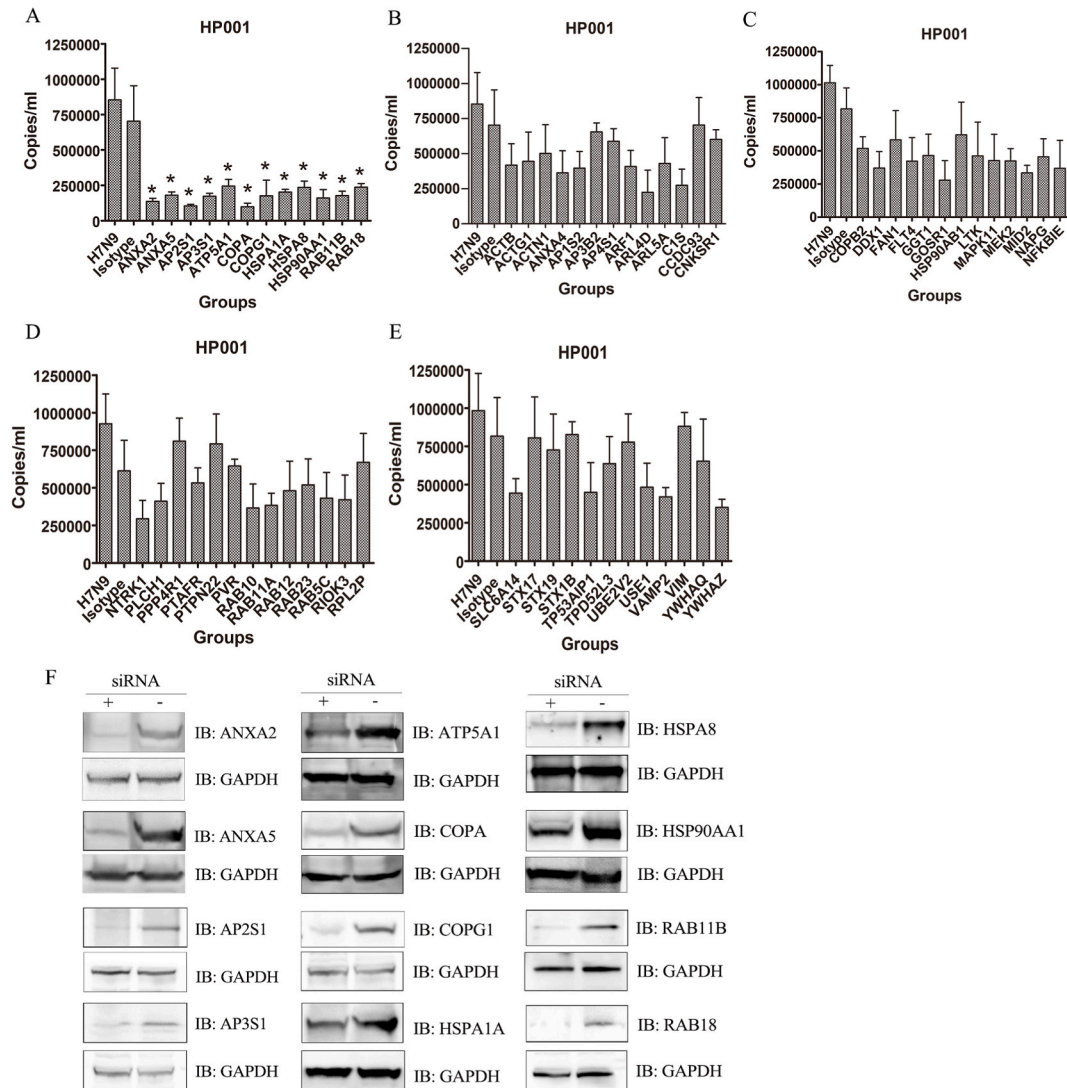 A
HP001
Copies/ml
1250000
1000000
750000
500000
250000
0
* * * * * * * * * * * *
H7N9
Isotype
ANXA2
ANXA5
AP2S1
AP3S1
ATP5A1
COPA
COPG1
HSPA1A
HSPA8
HSP90AA1
RAB11B
RAB18
Groups
B
HP001
Copies/ml
1250000
1000000
750000
500000
250000
0
H7N9
Isotype
ACTB
ACTG1
ACTN1
ANXA4
AP1S2
AP3B2
AP4S1
ARF1
ARL4D
ARL5A
C1S
CCDC93
CNKSR1
Groups
C
HP001
Copies/ml
1250000
1000000
750000
500000
250000
0
H7N9
Isotype
COPB2
DDX1
FAN1
FLT4
GGT1
GOSR1
HSP90AB1
LTK
MAPK11
MEK2
MID2
NAPG
NFKBIE
Groups
D
HP001
Copies/ml
1250000
1000000
750000
500000
250000
0
H7N9
Isotype
NTRK1
PLCH1
PPP4R1
PTAFR
PTPN22
PVR
RAB10
RAB11A
RAB12
RAB23
RAB5C
RIOK3
RPL2P
Groups
E
HP001
Copies/ml
1250000
1000000
750000
500000
250000
0
H7N9
Isotype
SLC6A14
STX17
STX19
STX1B
TP53AIP1
TPD52L3
UBE2V2
USE1
VAMP2
VIM
YWHAQ
YWHAZ
Groups
F
siRNA
+ -
IB: ANXA2
IB: GAPDH
IB: ANXA5
IB: GAPDH
IB: AP2S1
IB: GAPDH
IB: AP3S1
IB: GAPDH
siRNA
+ -
IB: ATP5A1
IB: GAPDH
IB: COPA
IB: GAPDH
IB: COPG1
IB: GAPDH
IB: HSPA1A
IB: GAPDH
siRNA
+ -
IB: HSPA8
IB: GAPDH
IB: HSP90AA1
IB: GAPDH
IB: RAB11B
IB: GAPDH
IB: RAB18
IB: GAPDH